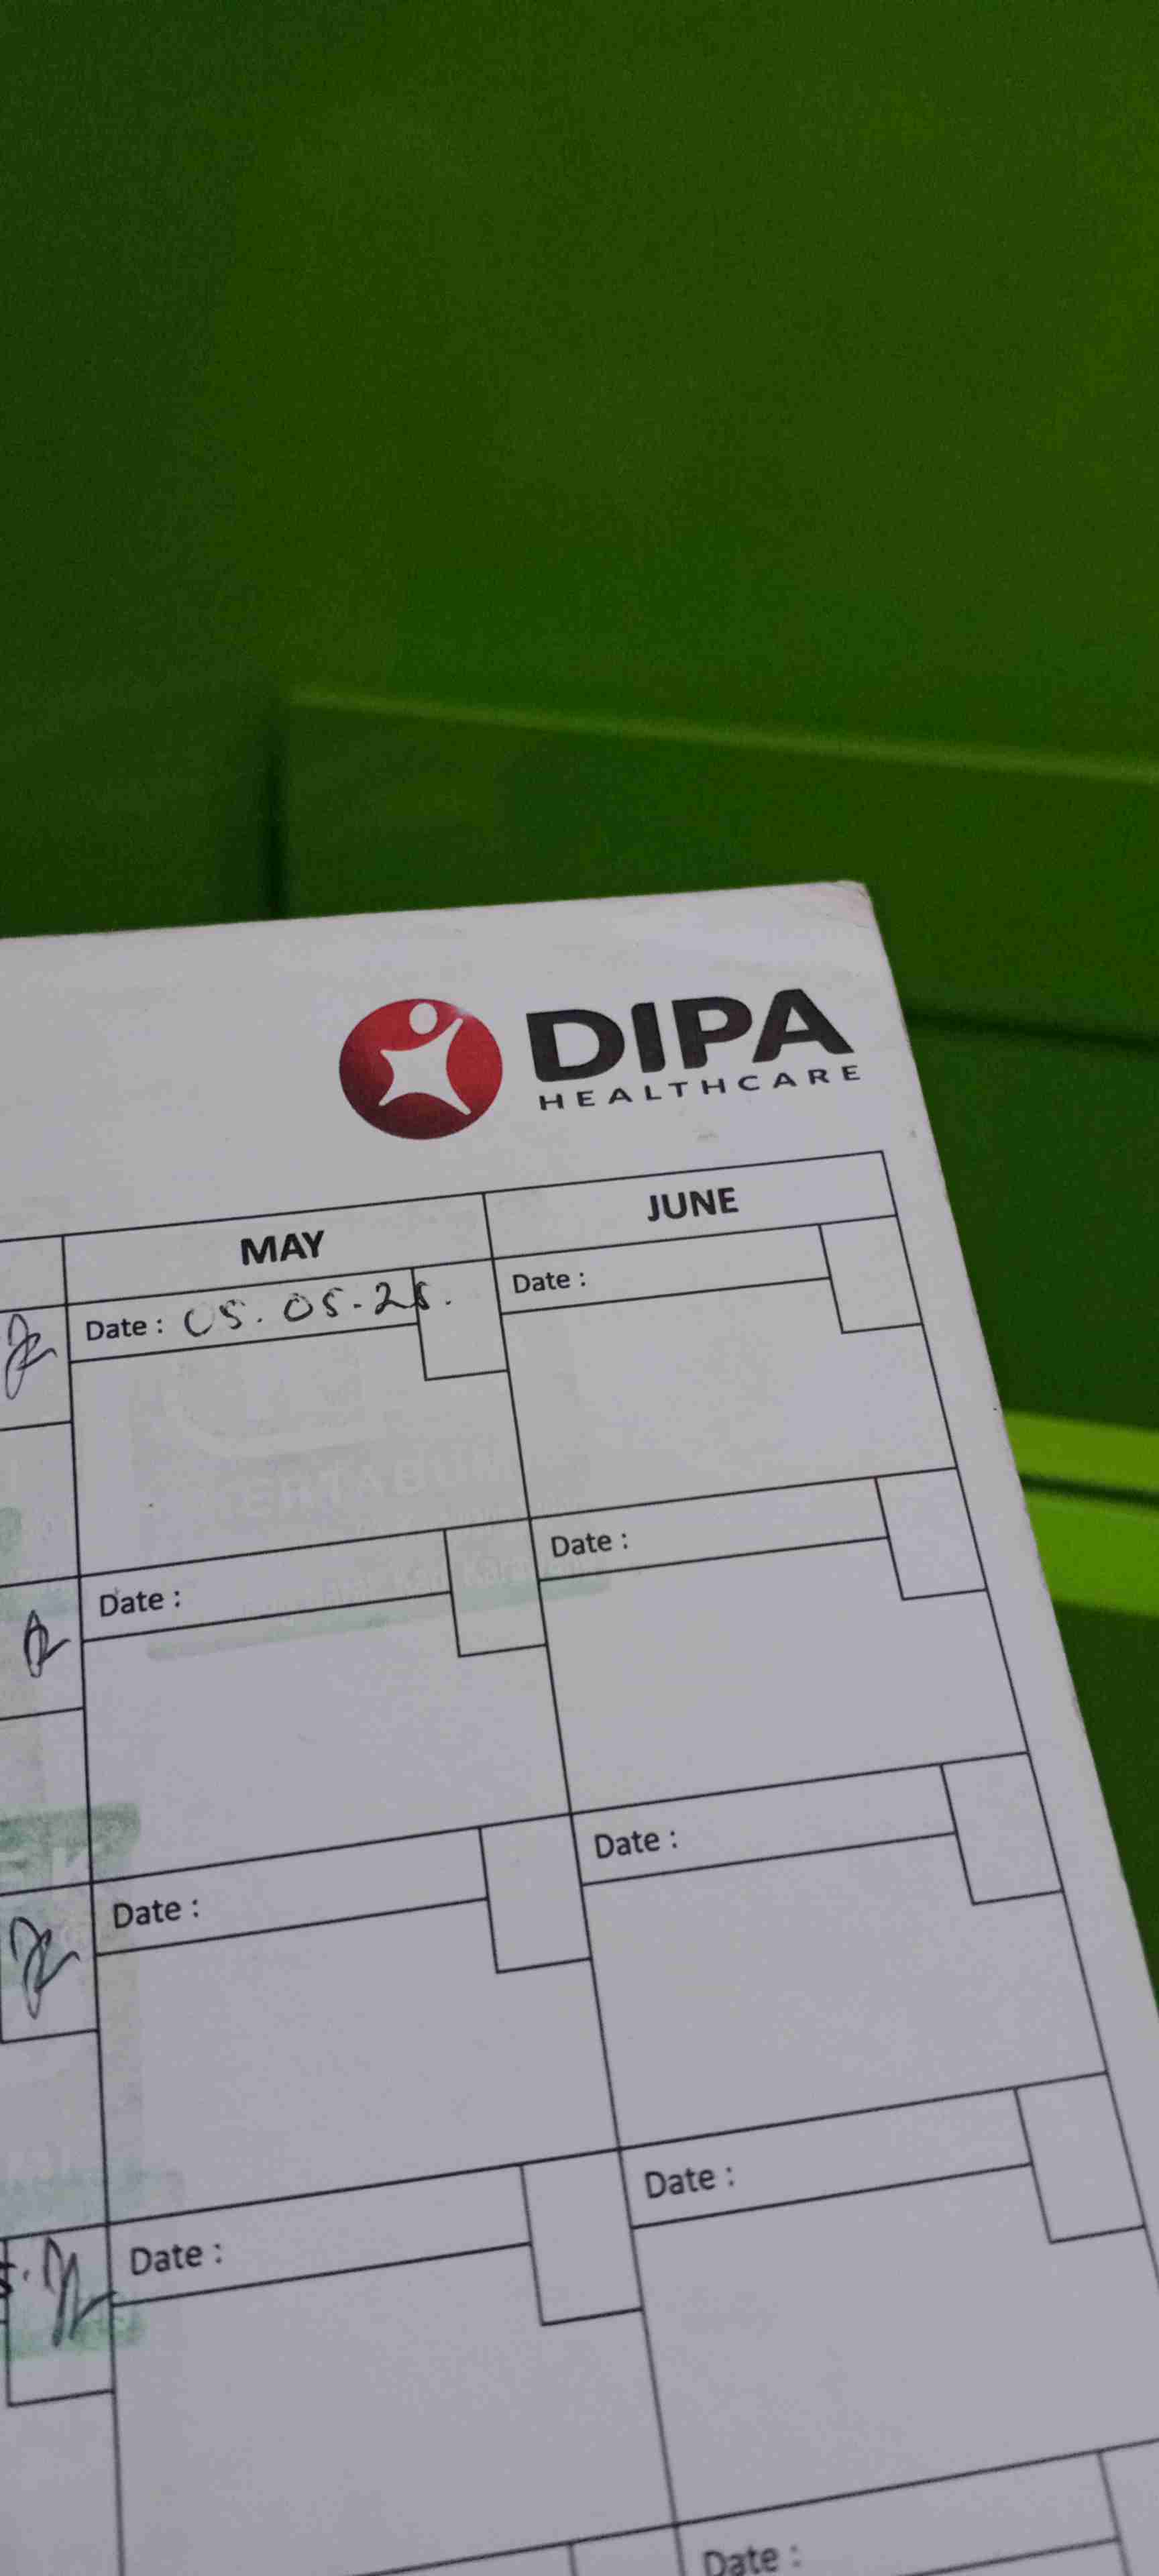 DIPA
HEALTHCARE
MAY
JUNE
Date : 05.05.25.
Date :
Date :
Date :
Date :
Date :
Date :
Date :
Date :